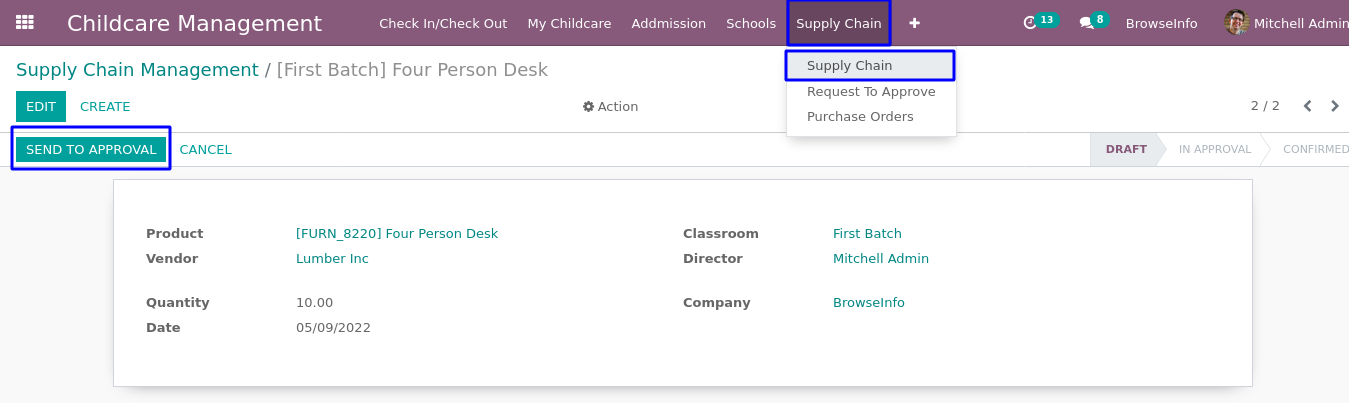 Childcare Management Check In/Check Out My Childcare Addmission Schools Supply Chain + 13 8 BrowseInfo Mitchell Admin
Supply Chain Management / [First Batch] Four Person Desk
Supply Chain
Request To Approve
Purchase Orders
EDIT CREATE Action 2 / 2
SEND TO APPROVAL CANCEL DRAFT IN APPROVAL CONFIRMED
Product [FURN_8220] Four Person Desk Classroom First Batch
Vendor Lumber Inc Director Mitchell Admin
Quantity 10.00 Company BrowseInfo
Date 05/09/2022